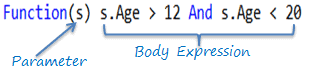 Function(s) s.Age > 12 And s.Age < 20
Parameter
Body Expression